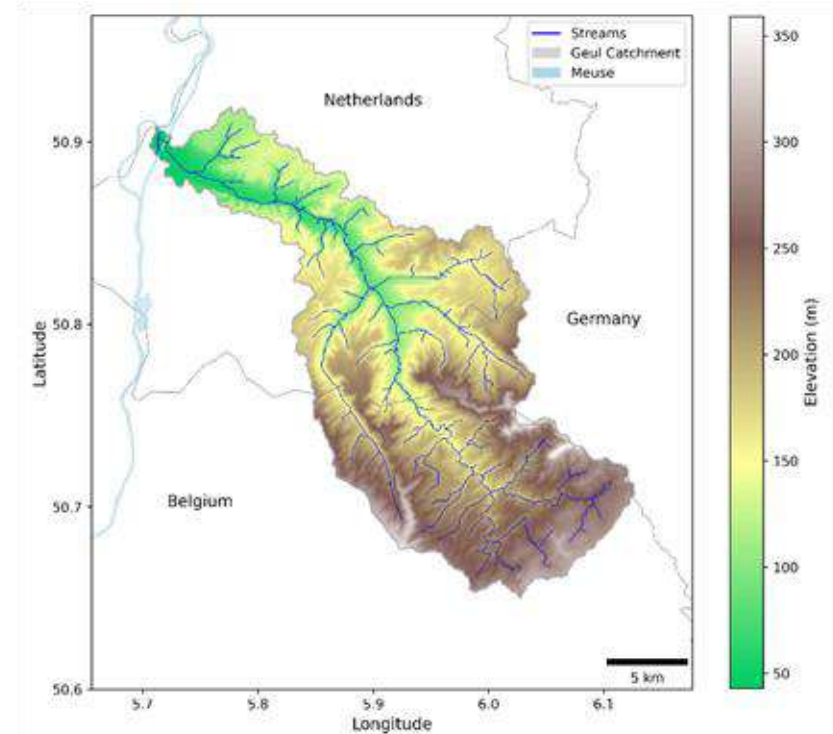 Streams
Geul Catchment
Meuse
Netherlands
Germany
Belgium
50.9
50.8
50.7
50.6
Latitude
5.7 5.8 5.9 6.0 6.1
Longitude
5 km
350
300
250
200
150
100
50
Elevation (m)